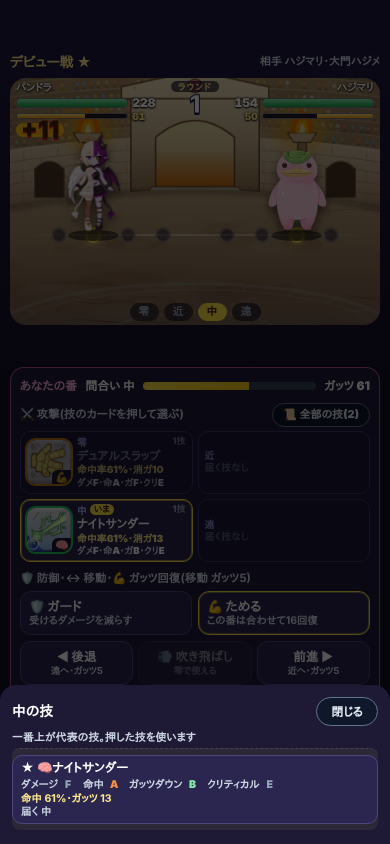 デビュー戦 ★
相手 ハジマリ・大門ハジメ
パンドラ
ラウンド
ハジマリ
228
1
154
61
50
+11
零 近 中 遠
あなたの番 間合い 中
ガッツ 61
⚔ 攻撃(技のカードを押して選ぶ)
📜 全部の技(2)
零 1技
デュアルスラップ
命中率61%・消ガ10
ダメF・命A・ガF・クリE
近
届く技なし
中 いま 1技
ナイトサンダー
命中率61%・消ガ13
ダメF・命A・ガB・クリE
遠
届く技なし
🛡️ 防御・↔ 移動・💪 ガッツ回復(移動 ガッツ5)
🛡️ ガード
受けるダメージを減らす
💪 ためる
この番は合わせて16回復
◀ 後退
遠へ・ガッツ5
💨 吹き飛ばし
零で使える
前進 ▶
近へ・ガッツ5
中の技
閉じる
一番上が代表の技。押した技を使います
★ 🧠ナイトサンダー
ダメージ F 命中 A ガッツダウン B クリティカル E
命中 61%・ガッツ 13
届く 中